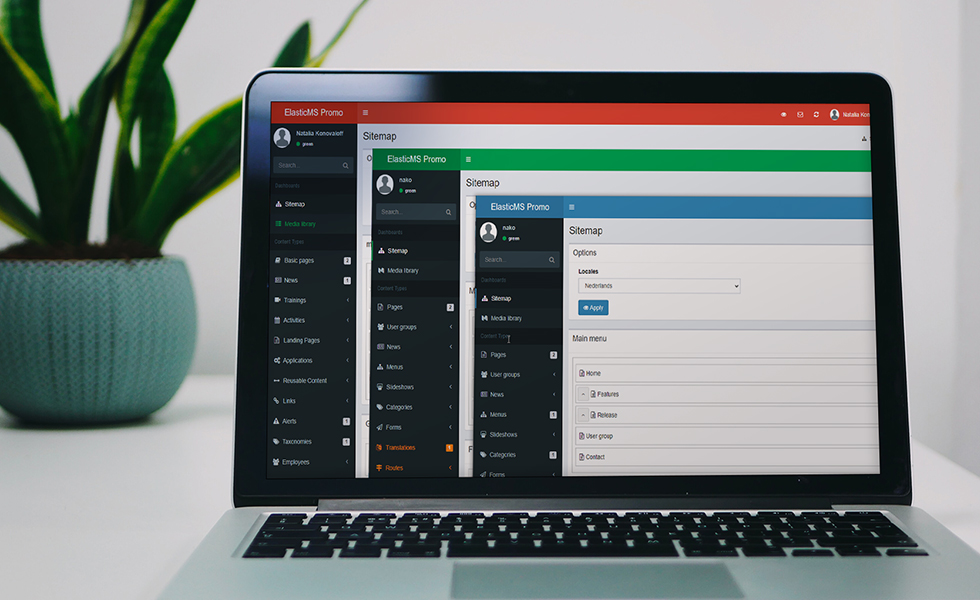 ElasticMS Promo
Natalia Kon
Natalia Konovaloff
green
Search...
Dashboards
Sitemap
Media library
Content Types
Basic pages 2
News 1
Trainings
Activities
Landing Pages
Applications
Reusable Content
Links
Alerts 1
Taxonomies 1
Employees
Sitemap
ElasticMS Promo
nako
green
Search...
Dashboards
Sitemap
Media library
Content Types
Pages 2
User groups
News
Menus
Slideshows
Categories
Forms
Translations 1
Routes
Sitemap
ElasticMS Promo
nako
green
Search...
Dashboards
Sitemap
Media library
Content Types
Pages 2
User groups
News
Menus 1
Slideshows
Categories 1
Forms
Sitemap
Options
Locales
Nederlands
Apply
Main menu
Home
Features
Release
User group
Contact